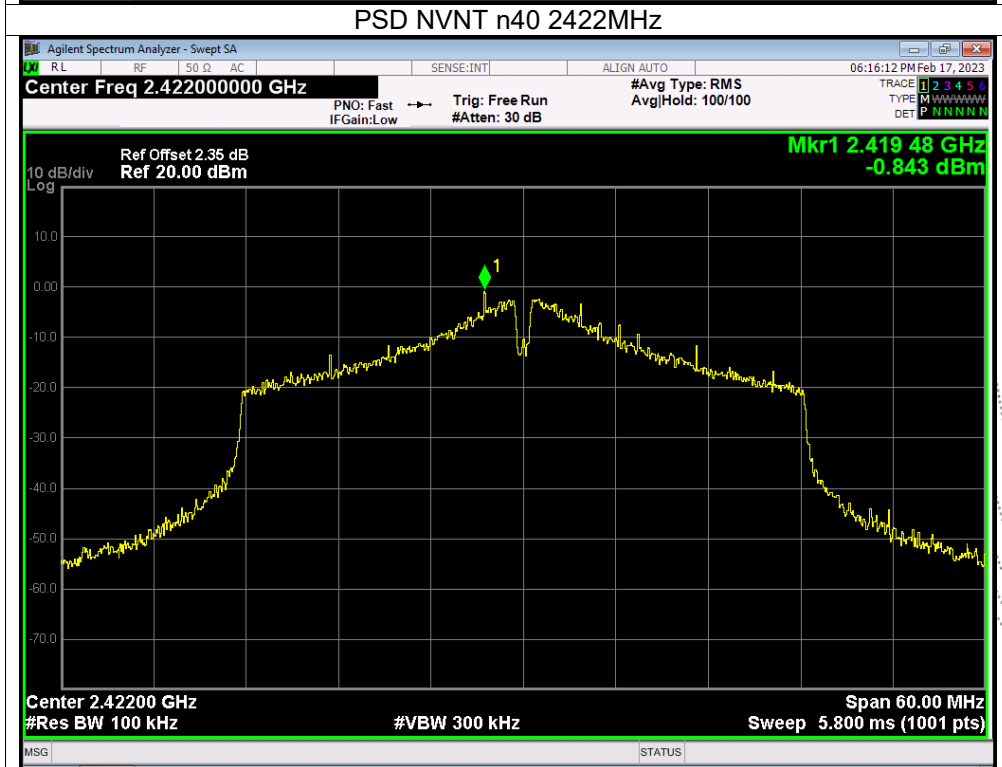 PSD NVNT n40 2422MHz
Agilent Spectrum Analyzer - Swept SA
LXI RL RF 50 Ω AC SENSE:INT ALIGN AUTO 06:16:12 PM Feb 17, 2023
Center Freq 2.422000000 GHz #Avg Type: RMS TRACE 1 2 3 4 5 6
PNO: Fast Trig: Free Run Avg|Hold: 100/100 TYPE M W W W W W
IFGain:Low #Atten: 30 dB DET P N N N N N
Mkr1 2.419 48 GHz
Ref Offset 2.35 dB
10 dB/div Ref 20.00 dBm -0.843 dBm
Log
10.0
1
0.00
-10.0
-20.0
-30.0
-40.0
-50.0
-60.0
-70.0
Center 2.42200 GHz Span 60.00 MHz
#Res BW 100 kHz #VBW 300 kHz Sweep 5.800 ms (1001 pts)
MSG STATUS